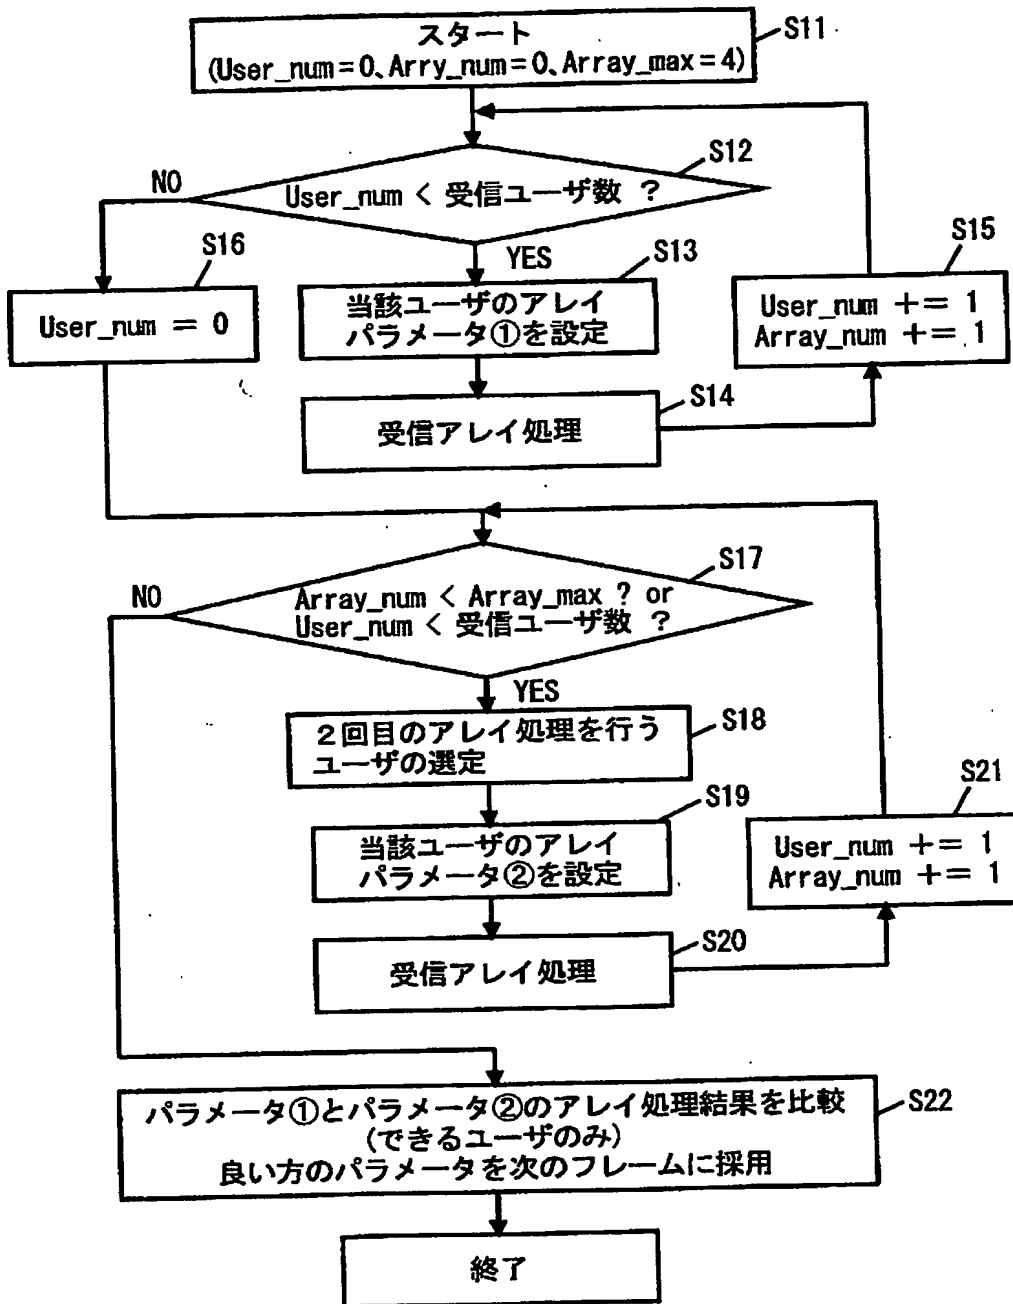 スタート
(User_num=0、Arry_num=0、Array_max=4)
S11
S12
NO
User_num < 受信ユーザ数 ?
YES
S16
User_num = 0
S13
当該ユーザのアレイ
パラメータ①を設定
S15
User_num += 1
Array_num += 1
S14
受信アレイ処理
S17
NO
Array_num < Array_max ? or
User_num < 受信ユーザ数 ?
YES
S18
2回目のアレイ処理を行う
ユーザの選定
S19
当該ユーザのアレイ
パラメータ②を設定
S21
User_num += 1
Array_num += 1
S20
受信アレイ処理
S22
パラメータ①とパラメータ②のアレイ処理結果を比較
(できるユーザのみ)
良い方のパラメータを次のフレームに採用
終了